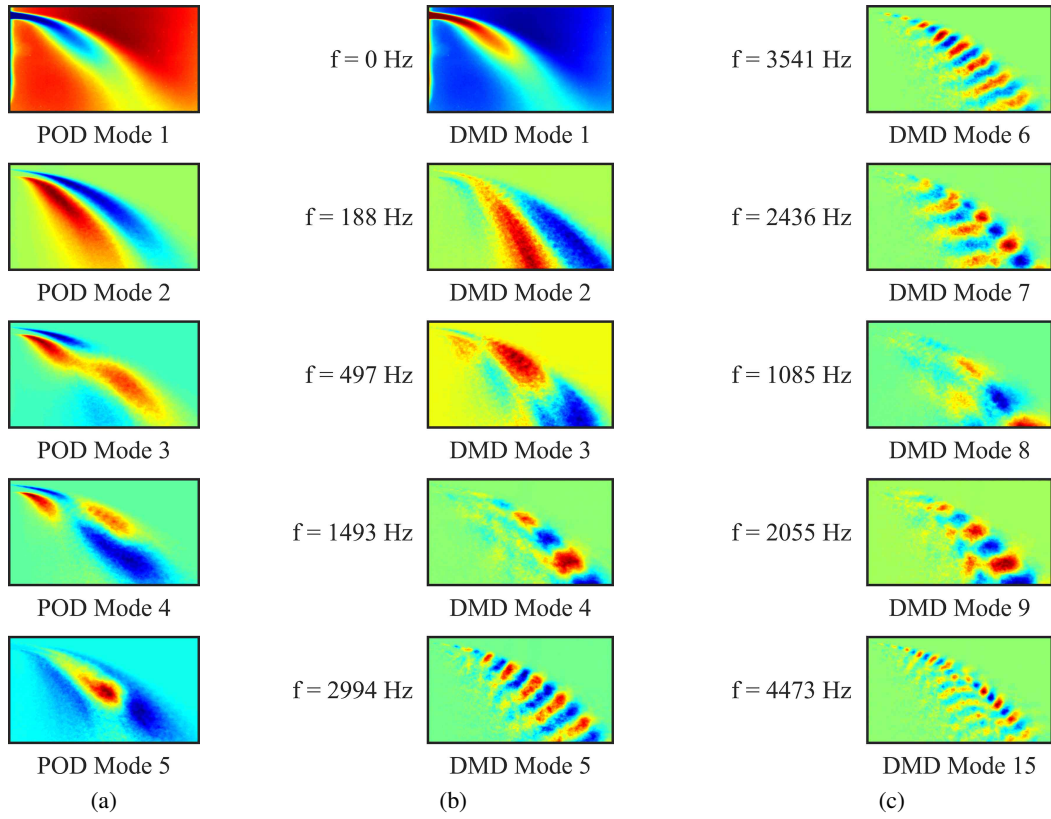 POD Mode 1
POD Mode 2
POD Mode 3
POD Mode 4
POD Mode 5
(a)
f = 0 Hz
DMD Mode 1
f = 188 Hz
DMD Mode 2
f = 497 Hz
DMD Mode 3
f = 1493 Hz
DMD Mode 4
f = 2994 Hz
DMD Mode 5
(b)
f = 3541 Hz
DMD Mode 6
f = 2436 Hz
DMD Mode 7
f = 1085 Hz
DMD Mode 8
f = 2055 Hz
DMD Mode 9
f = 4473 Hz
DMD Mode 15
(c)